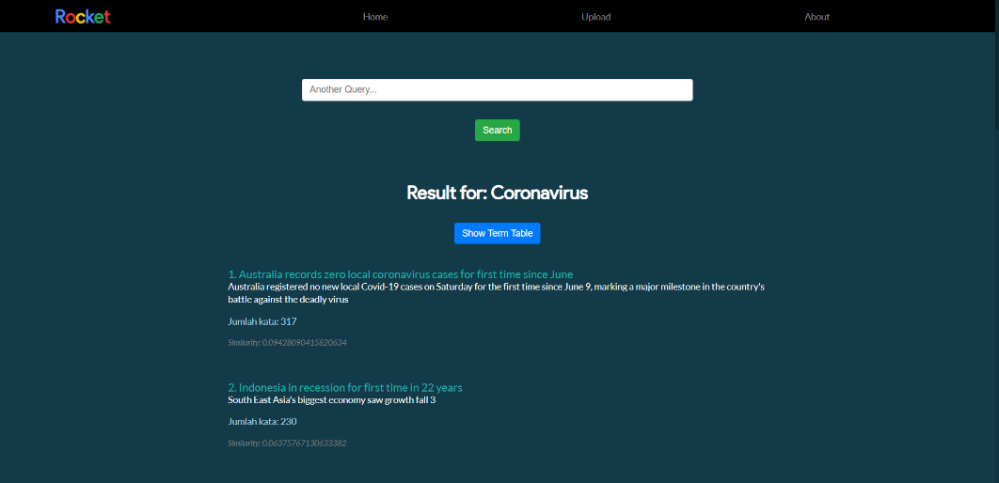 Rocket
Home
Upload
About
Another Query...
Search
Result for: Coronavirus
Show Term Table
1. Australia records zero local coronavirus cases for first time since June
Australia registered no new local Covid-19 cases on Saturday for the first time since June 9, marking a major milestone in the country's
battle against the deadly virus
Jumlah kata: 317
Similarity: 0.09428090415820634
2. Indonesia in recession for first time in 22 years
South East Asia's biggest economy saw growth fall 3
Jumlah kata: 230
Similarity: 0.06375767130633382